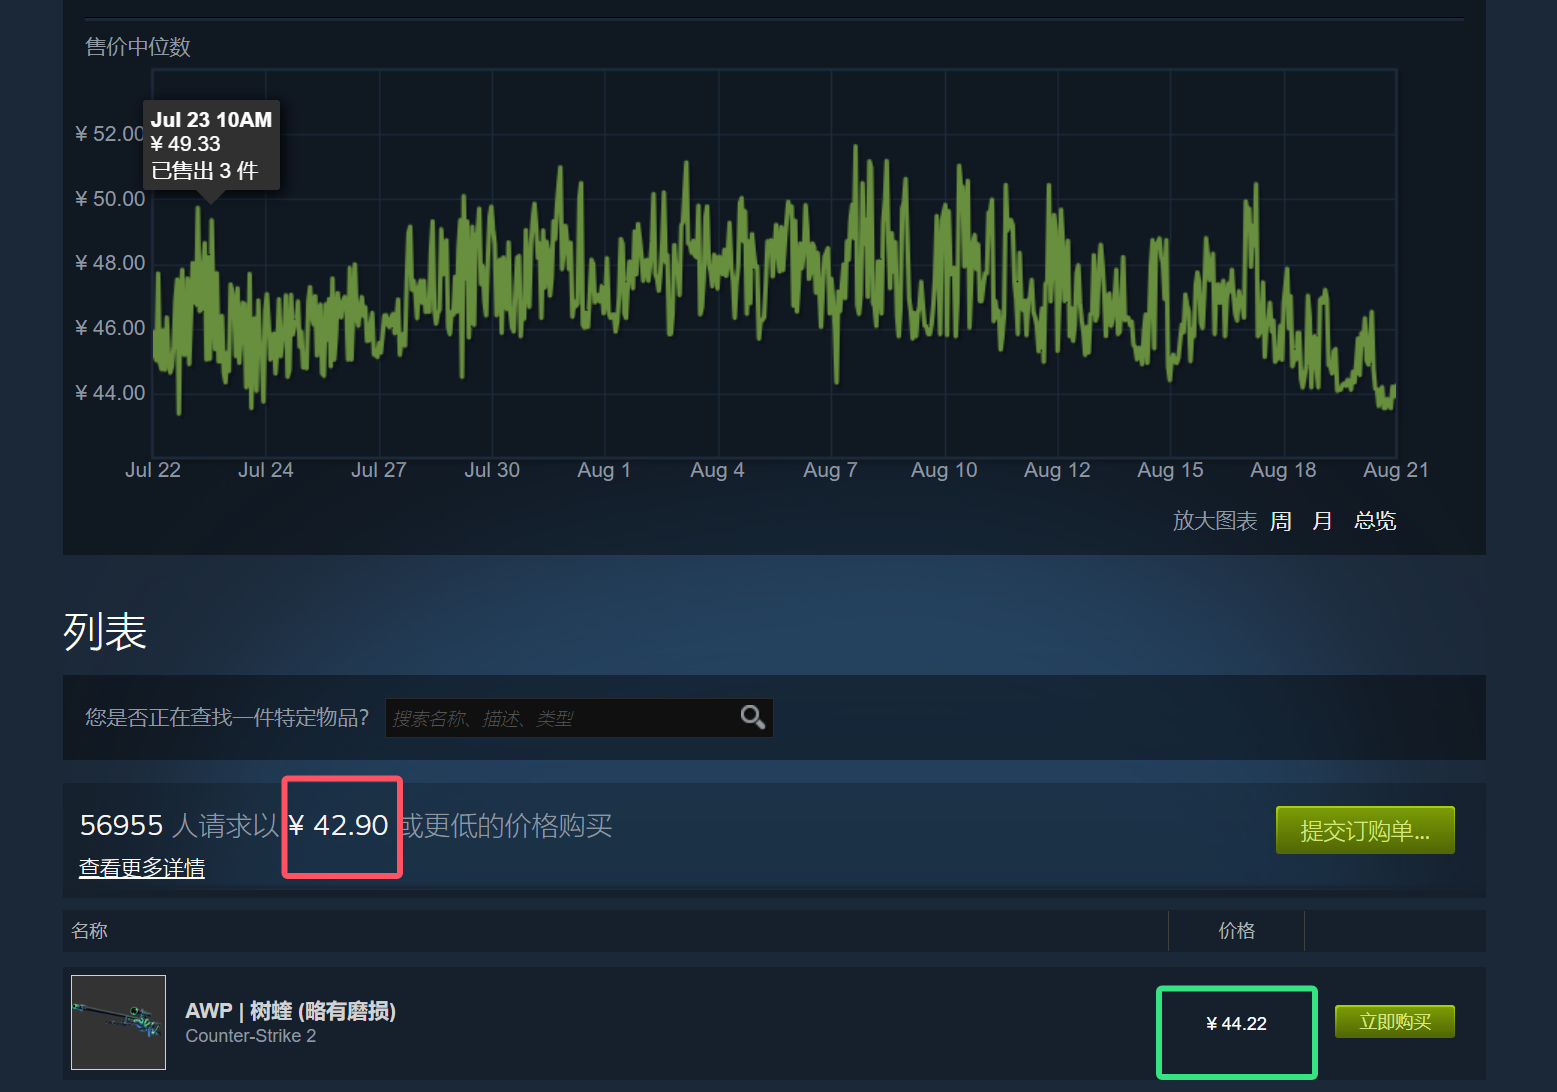 售价中位数
Jul 23 10AM
¥ 49.33
已售出 3 件
¥ 52.00
¥ 50.00
¥ 48.00
¥ 46.00
¥ 44.00
Jul 22 Jul 24 Jul 27 Jul 30 Aug 1 Aug 4 Aug 7 Aug 10 Aug 12 Aug 15 Aug 18 Aug 21
放大图表 周 月 总览
列表
您是否正在查找一件特定物品? 搜索名称、描述、类型
56955 人请求以 ¥ 42.90 或更低的价格购买
提交订购单...
查看更多详情
名称 价格
AWP | 树蝰 (略有磨损)
Counter-Strike 2
¥ 44.22 立即购买